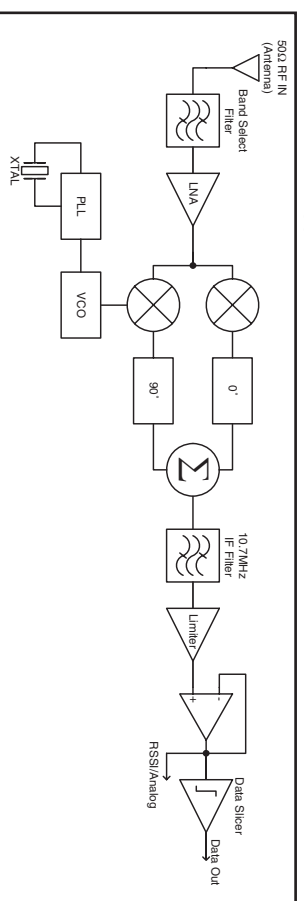 50Ω RF IN
(Antenna)
Band Select
Filter
LNA
PLL
XTAL
VCO
0°
90°
Σ
10.7MHz
IF Filter
Limiter
-
+
RSSI/Analog
Data Slicer
Data Out